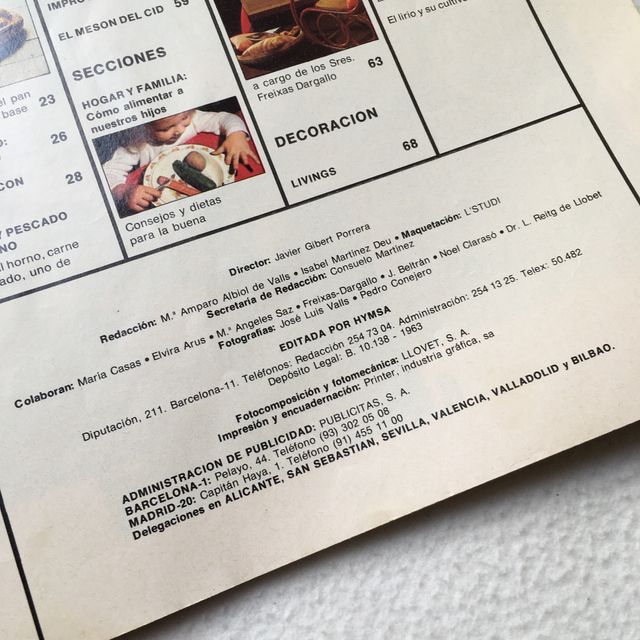 IMPRO
EL MESON DEL CID 59
SECCIONES
HOGAR Y FAMILIA:
Cómo alimentar a
nuestros hijos
Consejos y dietas
para la buena
el pan
base 23
26
CON 28
Y PESCADO
NO
al horno, carne
ado, uno de
a cargo de los Sres. 63
Freixas Dargallo
DECORACION
LIVINGS 68
El lirio y su cultivo
Director: Javier Gibert Porrera
Redacción: M.ª Amparo Albiol de Valls • Isabel Martínez Deu • Maquetación: L'STUDI
Secretaria de Redacción: Consuelo Martínez
Colaboran: María Casas • Elvira Arus • M.ª Angeles Saz • Freixas-Dargallo • J. Beltrán • Noel Clarasó • Dr. L. Reitg de Llobet
Fotografías: José Luis Valls • Pedro Conejero
EDITADA POR HYMSA
Diputación, 211. Barcelona-11. Teléfonos: Redacción 254 73 04. Administración: 254 13 25. Telex: 50.482
Depósito Legal: B. 10.138 - 1963
Fotocomposición y fotomecánica: LLOVET, S. A.
Impresión y encuadernación: Printer, industria gráfica, sa
ADMINISTRACION DE PUBLICIDAD: PUBLICITAS, S. A.
BARCELONA-1: Pelayo, 44. Teléfono (93) 302 05 08
MADRID-20: Capitán Haya, 1. Teléfono (91) 455 11 00
Delegaciones en ALICANTE, SAN SEBASTIAN, SEVILLA, VALENCIA, VALLADOLID y BILBAO.